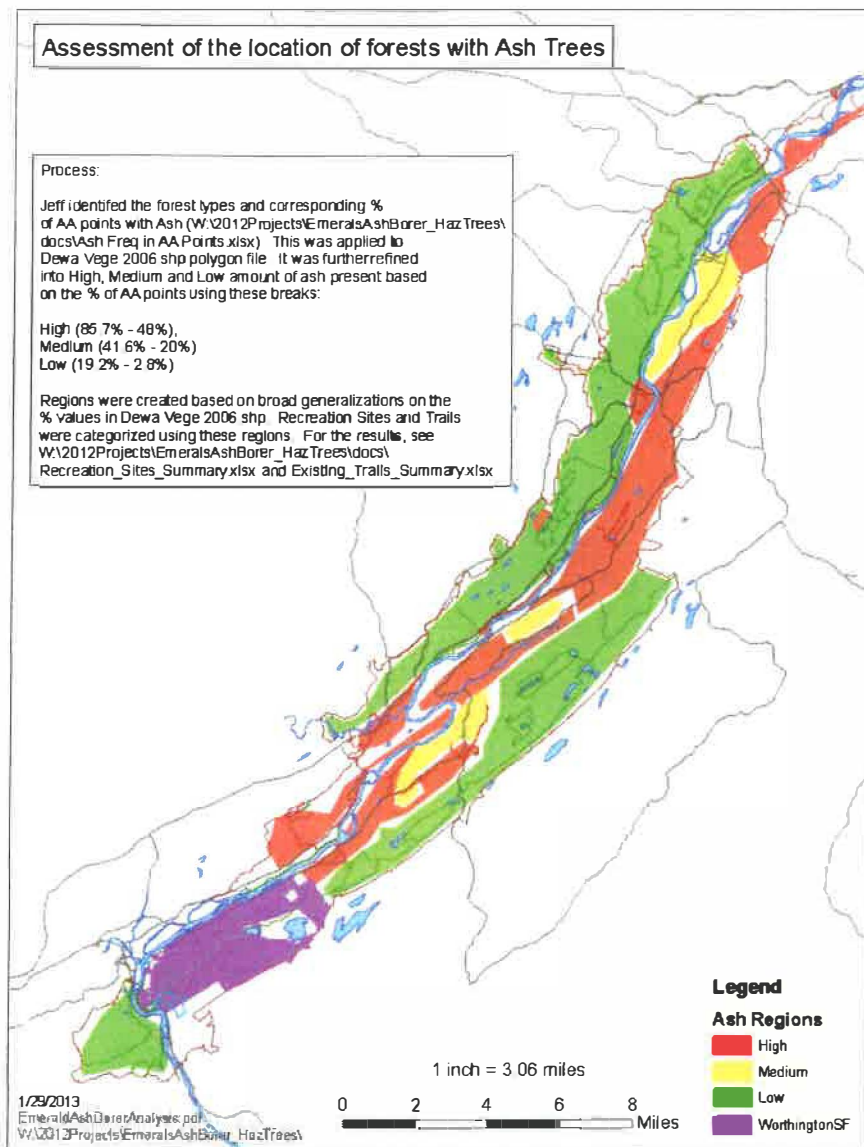 Assessment of the location of forests with Ash Trees
Process:
Jeff identifed the forest types and corresponding %
of AA points with Ash (W:\2012Projects\EmeralsAshBorer_HazTrees\
docs\Ash Freq in AA Points.xlsx) This was applied to
Dewa Vege 2006 shp polygon file It was furtherrefined
into High, Medium and Low amount of ash present based
on the % of AA points using these breaks:
High (85.7% - 48%),
Medium (41.6% - 20%)
Low (19.2% - 2.8%)
Regions were created based on broad generalizations on the
% values in Dewa Vege 2006 shp. Recreation Sites and Trails
were categorized using these regions. For the results, see
W:\2012Projects\EmeralsAshBorer_HazTrees\docs\
Recreation_Sites_Summary.xlsx and Existing_Trails_Summary.xlsx
Legend
Ash Regions
High
Medium
Low
WorthingtonSF
1 inch = 3.06 miles
0 2 4 6 8 Miles
1/29/2013
EmeraldAshBorerAnalysis.pdf
W:\2012Projects\EmeralsAshBorer_HazTrees\